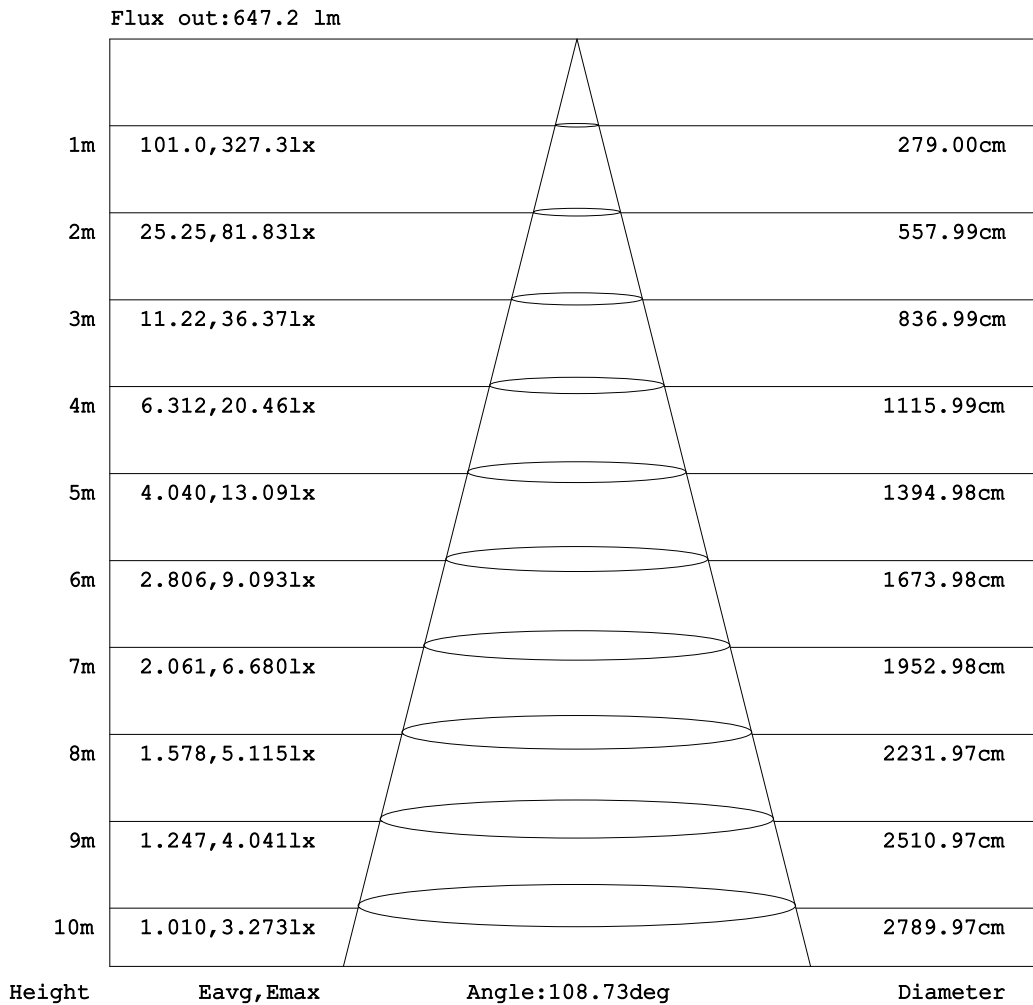 Flux out:647.2 lm
1m 101.0,327.3lx 279.00cm
2m 25.25,81.83lx 557.99cm
3m 11.22,36.37lx 836.99cm
4m 6.312,20.46lx 1115.99cm
5m 4.040,13.09lx 1394.98cm
6m 2.806,9.093lx 1673.98cm
7m 2.061,6.680lx 1952.98cm
8m 1.578,5.115lx 2231.97cm
9m 1.247,4.041lx 2510.97cm
10m 1.010,3.273lx 2789.97cm
Height Eavg,Emax Angle:108.73deg Diameter